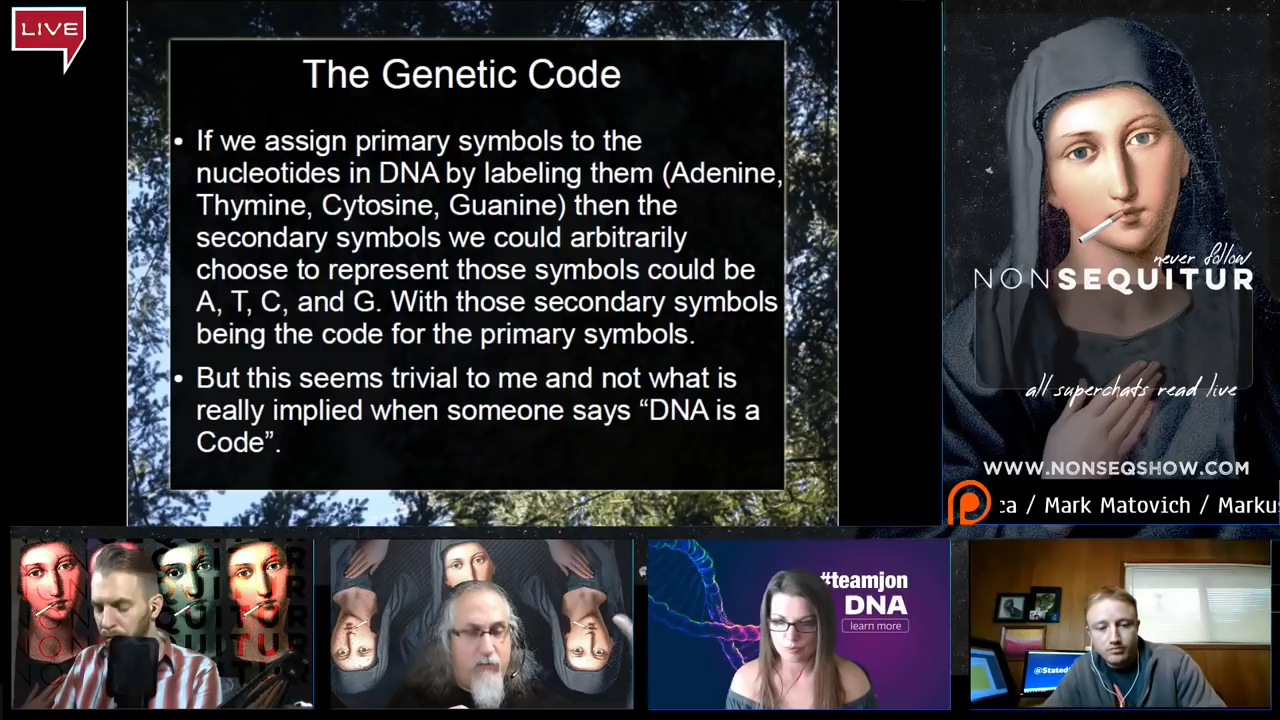 LIVE
The Genetic Code
• If we assign primary symbols to the
nucleotides in DNA by labeling them (Adenine,
Thymine, Cytosine, Guanine) then the
secondary symbols we could arbitrarily
choose to represent those symbols could be
A, T, C, and G. With those secondary symbols
being the code for the primary symbols.
• But this seems trivial to me and not what is
really implied when someone says “DNA is a
Code”.
never follow
NONSEQUITUR
all superchats read live
WWW.NONSEQSHOW.COM
ca / Mark Matovich / Marku
#teamjon
DNA
learn more